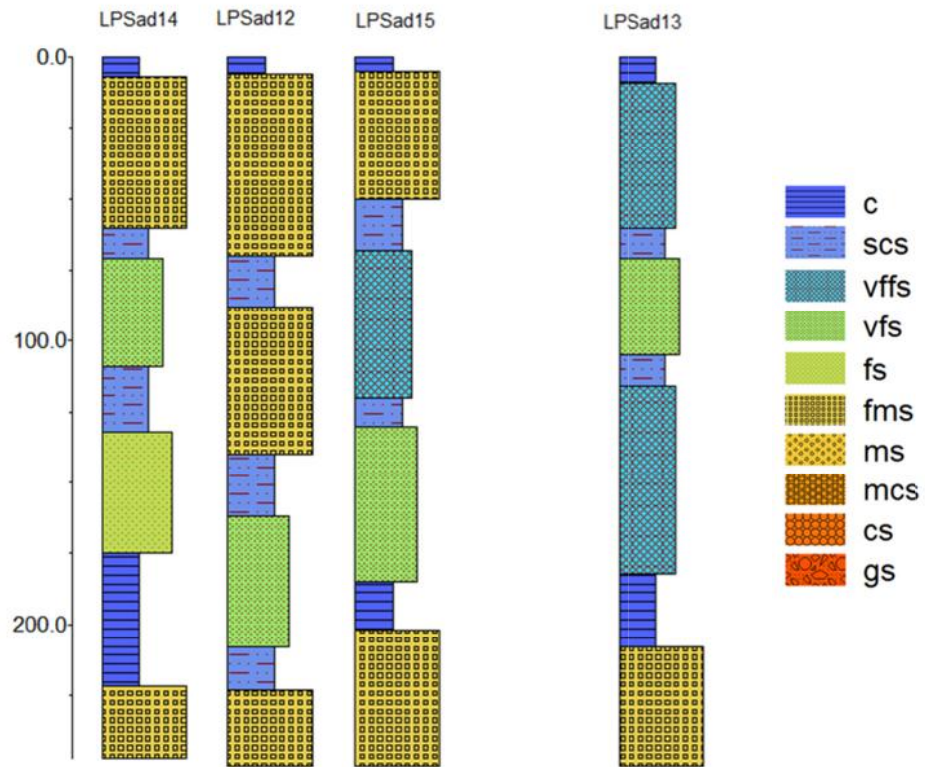 LPSad14
LPSad12
LPSad15
LPSad13
0.0
100.0
200.0
c
scs
vffs
vfs
fs
fms
ms
mcs
cs
gs